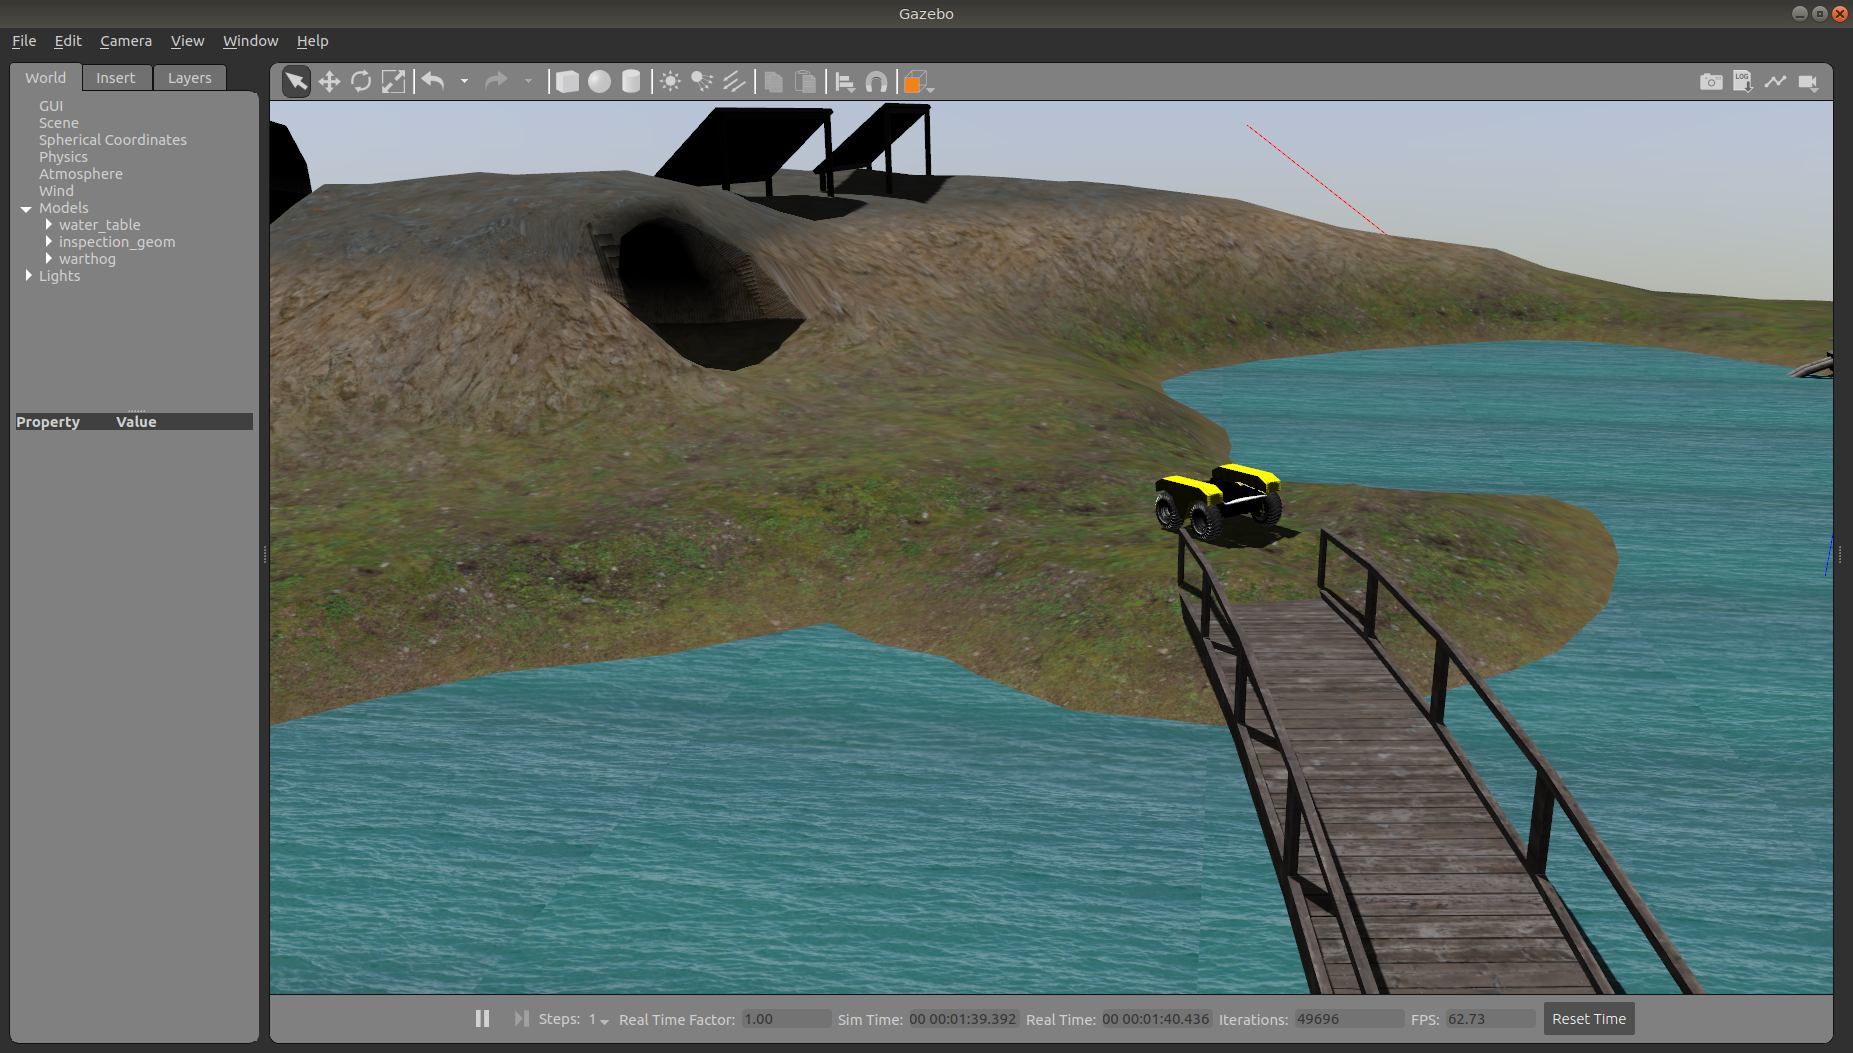 Gazebo
File Edit Camera View Window Help
World Insert Layers
LOG
GUI
Scene
Spherical Coordinates
Physics
Atmosphere
Wind
Models
water_table
inspection_geom
warthog
Lights
Property Value
Steps: 1 Real Time Factor: 1.00 Sim Time: 00 00:01:39.392 Real Time: 00 00:01:40.436 Iterations: 49696 FPS: 62.73 Reset Time